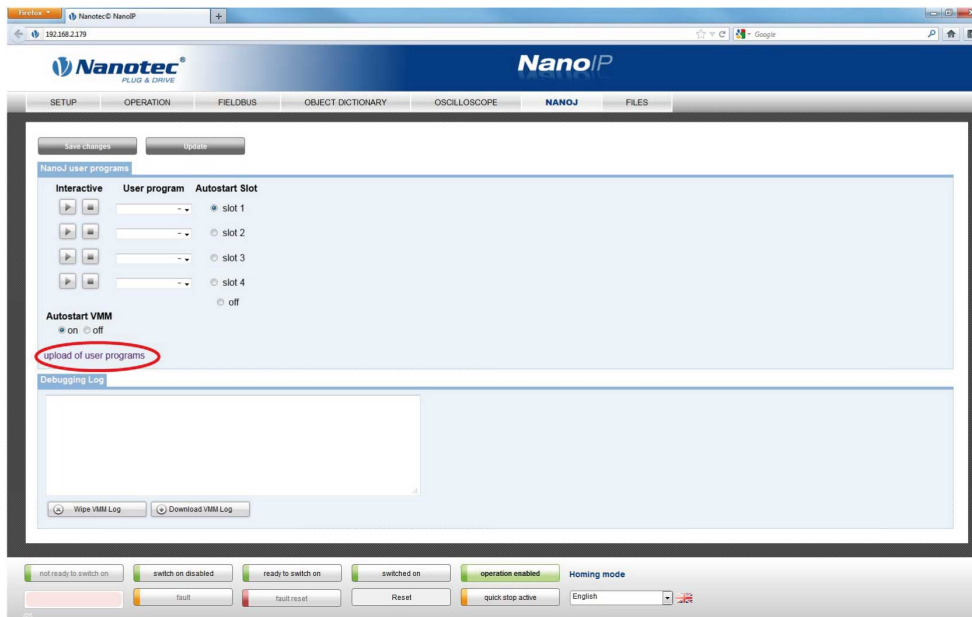 Firefox
Nanotec© NanoIP
192.168.2.179
Google
Nanotec®
PLUG & DRIVE
NanoIP
SETUP OPERATION FIELDBUS OBJECT DICTIONARY OSCILLOSCOPE NANOJ FILES
Save changes Update
NanoJ user programs
Interactive User program Autostart Slot
- slot 1
- slot 2
- slot 3
- slot 4
off
Autostart VMM
on off
upload of user programs
Debugging Log
Wipe VMM Log Download VMM Log
not ready to switch on switch on disabled ready to switch on switched on operation enabled Homing mode
fault fault reset Reset quick stop active English